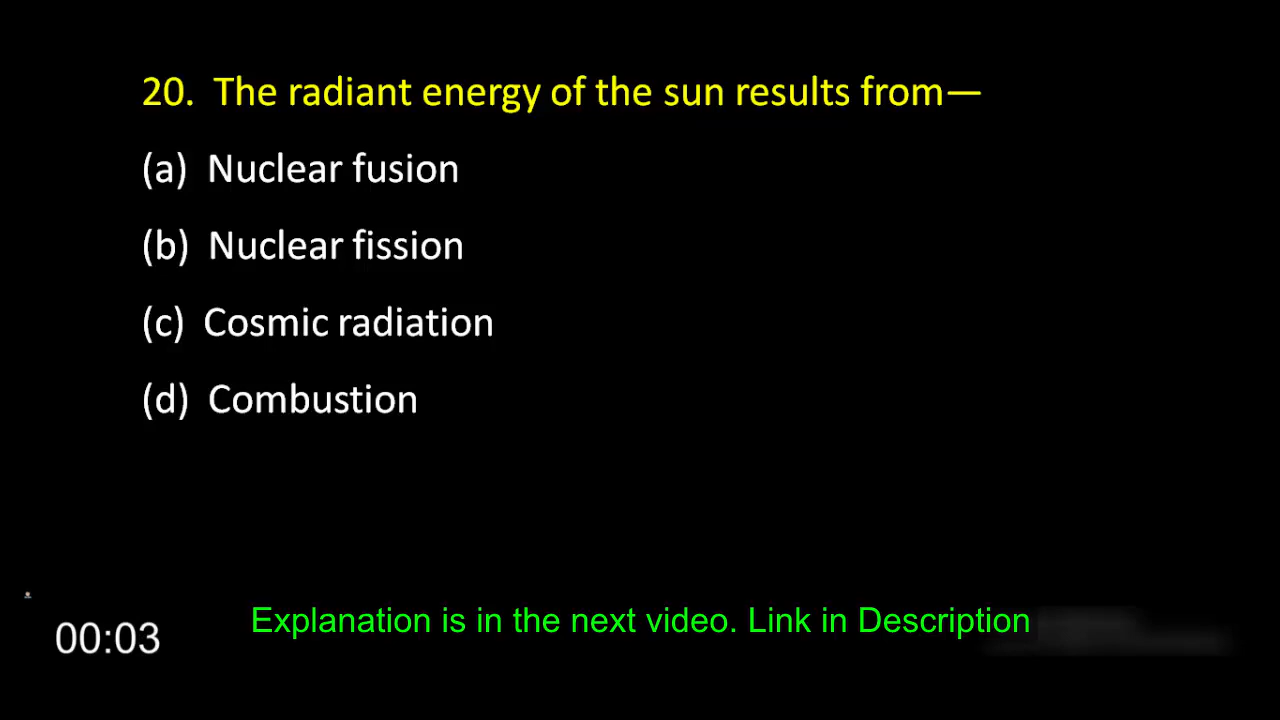 20. The radiant energy of the sun results from—
(a) Nuclear fusion
(b) Nuclear fission
(c) Cosmic radiation
(d) Combustion
Explanation is in the next video. Link in Description
00:03